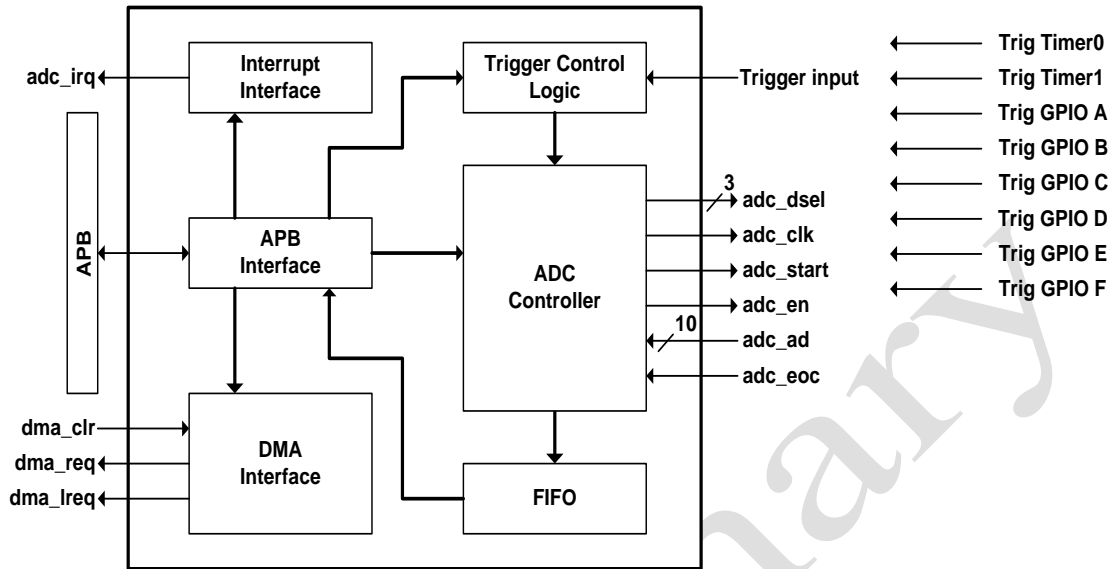 adc_irq
Interrupt
Interface
Trigger Control
Logic
Trigger input
Trig Timer0
Trig Timer1
Trig GPIO A
Trig GPIO B
Trig GPIO C
Trig GPIO D
Trig GPIO E
Trig GPIO F
APB
APB
Interface
ADC
Controller
3
adc_dsel
adc_clk
adc_start
adc_en
10
adc_ad
adc_eoc
dma_clr
dma_req
dma_lreq
DMA
Interface
FIFO
nary